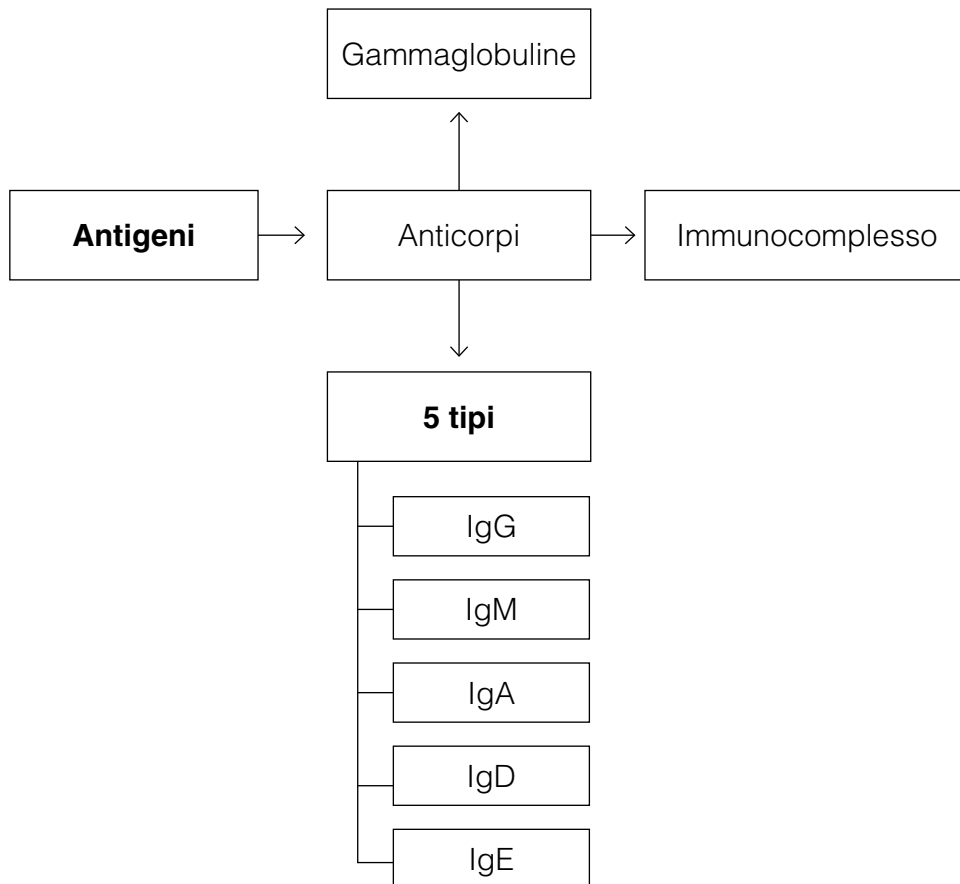 Gammaglobuline
Antigeni
Anticorpi
Immunocomplesso
5 tipi
IgG
IgM
IgA
IgD
IgE